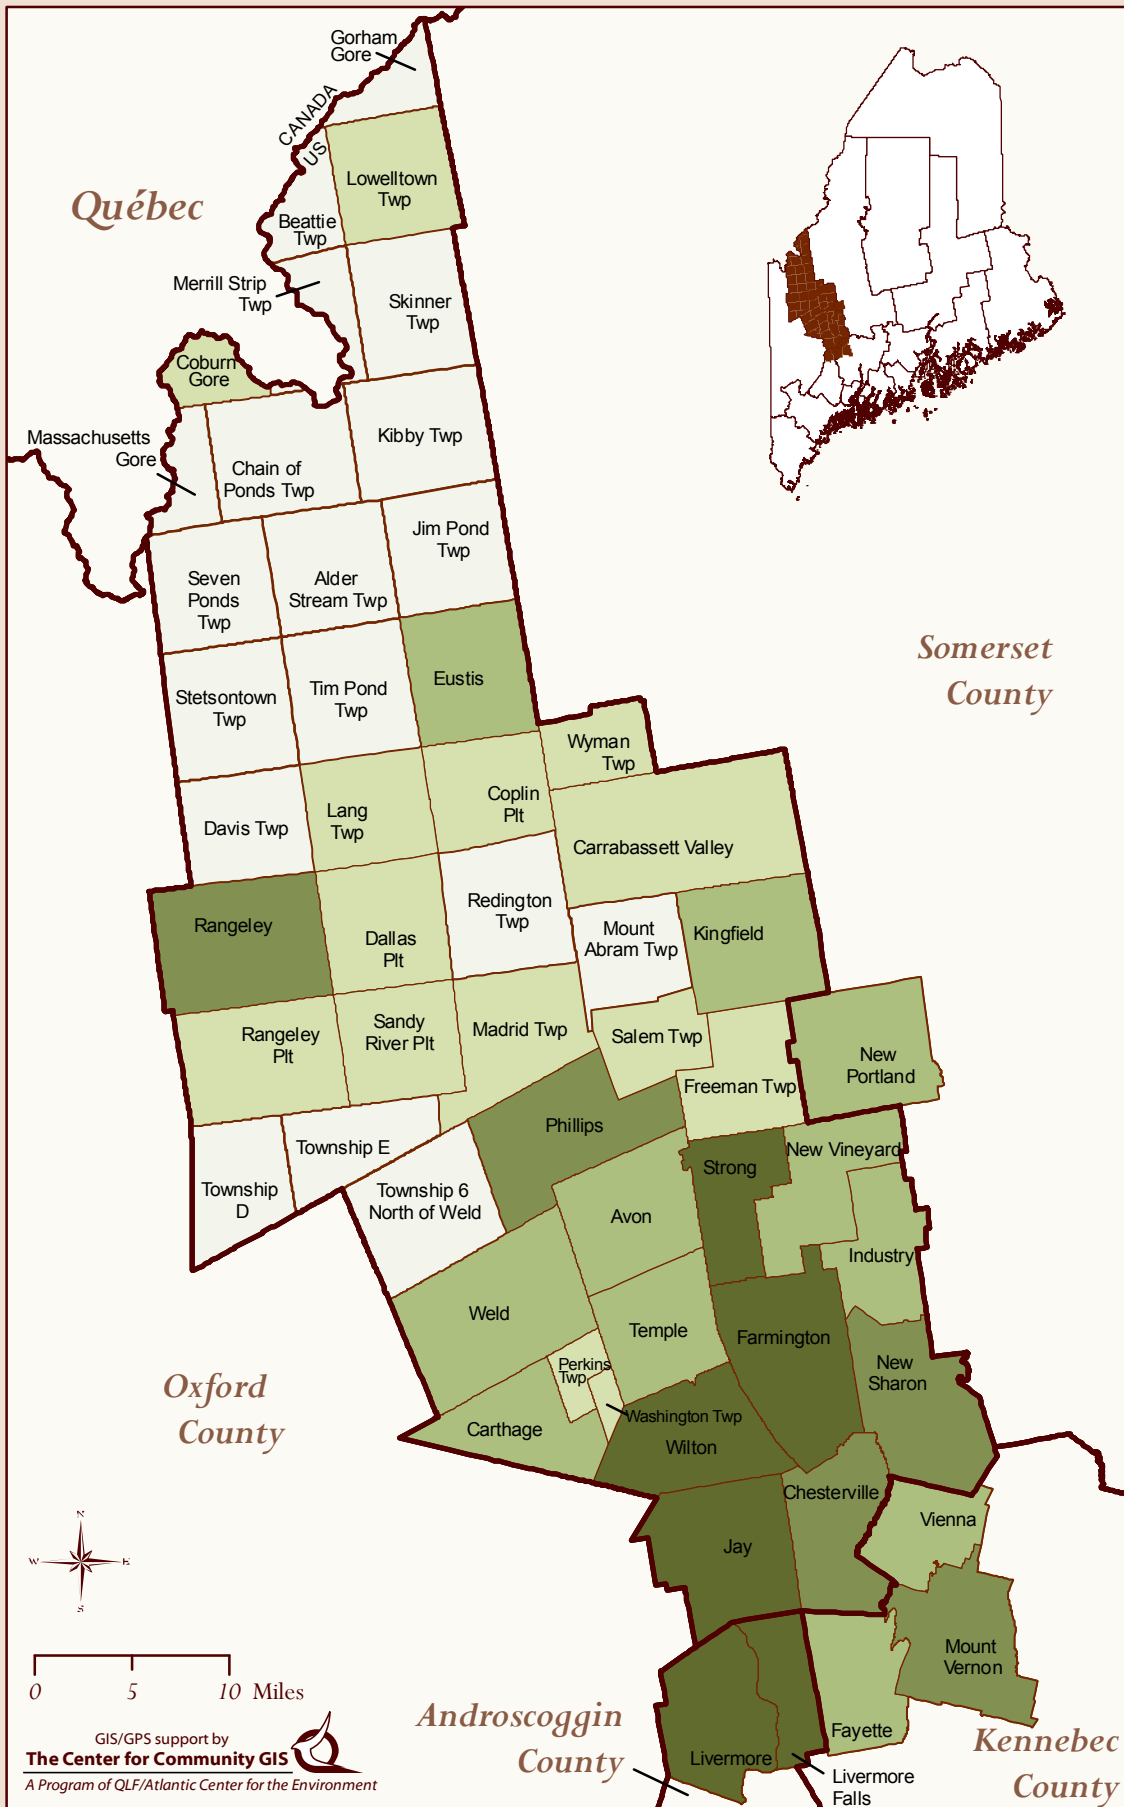 Gorham
Gore
CANADA
US
Québec
Lowelltown
Twp
Beattie
Twp
Merrill Strip
Twp
Skinner
Twp
Coburn
Gore
Massachusetts
Gore
Chain of
Ponds Twp
Kibby Twp
Jim Pond
Twp
Seven
Ponds
Twp
Alder
Stream Twp
Somerset
County
Stetsontown
Twp
Tim Pond
Twp
Eustis
Wyman
Twp
Davis Twp
Lang
Twp
Coplin
Plt
Carrabassett Valley
Rangeley
Dallas
Plt
Redington
Twp
Mount
Abram Twp
Kingfield
Rangeley
Plt
Sandy
River Plt
Madrid Twp
Salem Twp
Freeman Twp
New
Portland
Phillips
Township E
Township
D
Township 6
North of Weld
Strong
New Vineyard
Avon
Industry
Weld
Temple
Farmington
New
Sharon
Perkins
Twp
Washington Twp
Carthage
Wilton
Oxford
County
Chesterville
Jay
Vienna
Mount
Vernon
Fayette
Livermore
Livermore
Falls
Androscoggin
County
Kennebec
County
N
W
E
S
0 5 10 Miles
GIS/GPS support by
The Center for Community GIS
A Program of QLF/Atlantic Center for the Environment